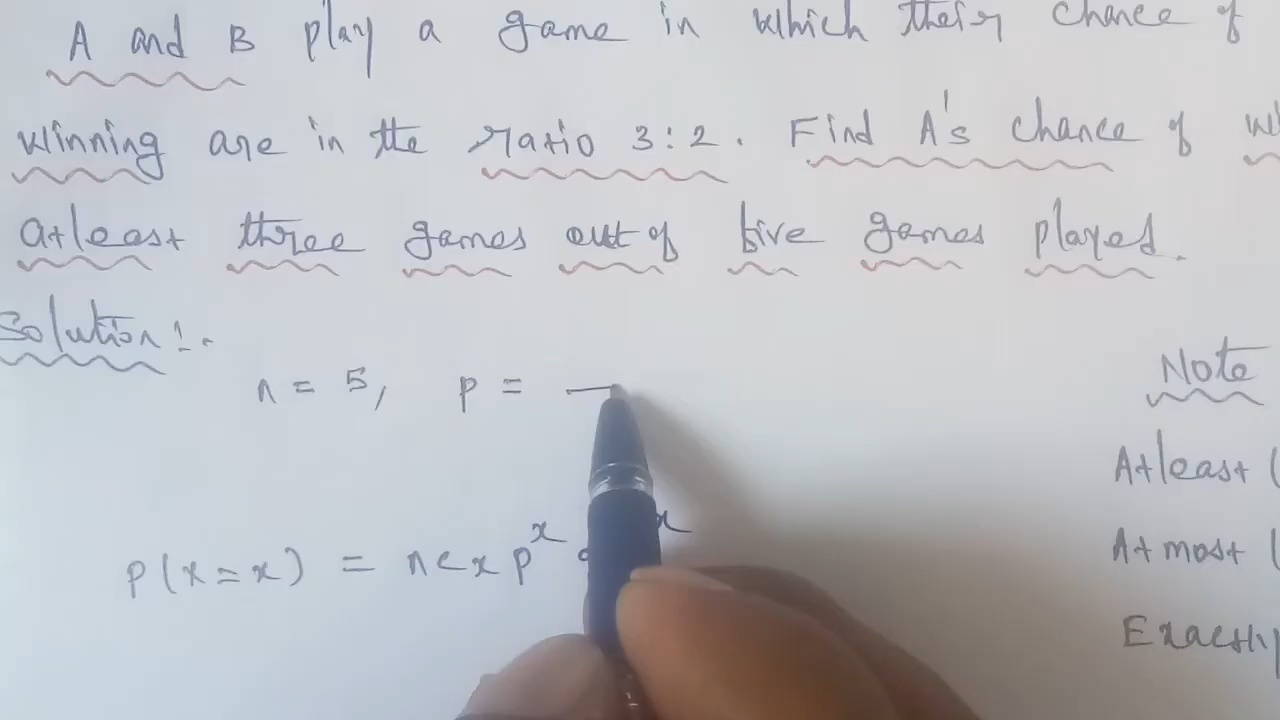 A and B play a game in which their chance of
winning are in the ratio 3:2. Find A's chance of
atleast three games out of five games played.
Solution:-
n = 5, p =
Note
Atleast (
Atmost (
p(x=x) = ncx p^x
Exactly